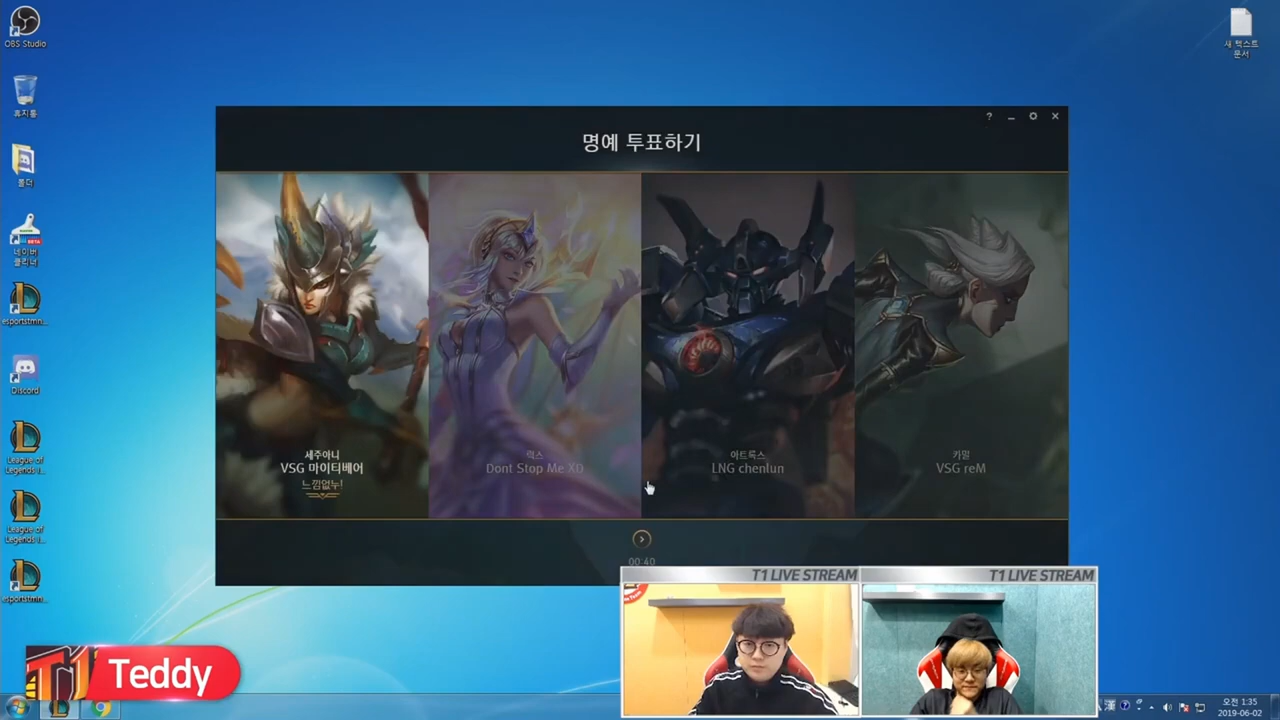 OBS Studio
새 텍스트
문서
휴지통
폴더
BETA
네이버
클리너
esportstmn...
Discord
League of
Legends i...
League of
Legends i...
esportstmn...
명예 투표하기
세주아니
VSG 마이티베어
느낌없누!
럭스
Dont Stop Me XD
아트록스
LNG chenlun
카밀
VSG reM
00:40
T1 LIVE STREAM
T1 LIVE STREAM
T1
Teddy
漢
오전 1:35
2019-06-02